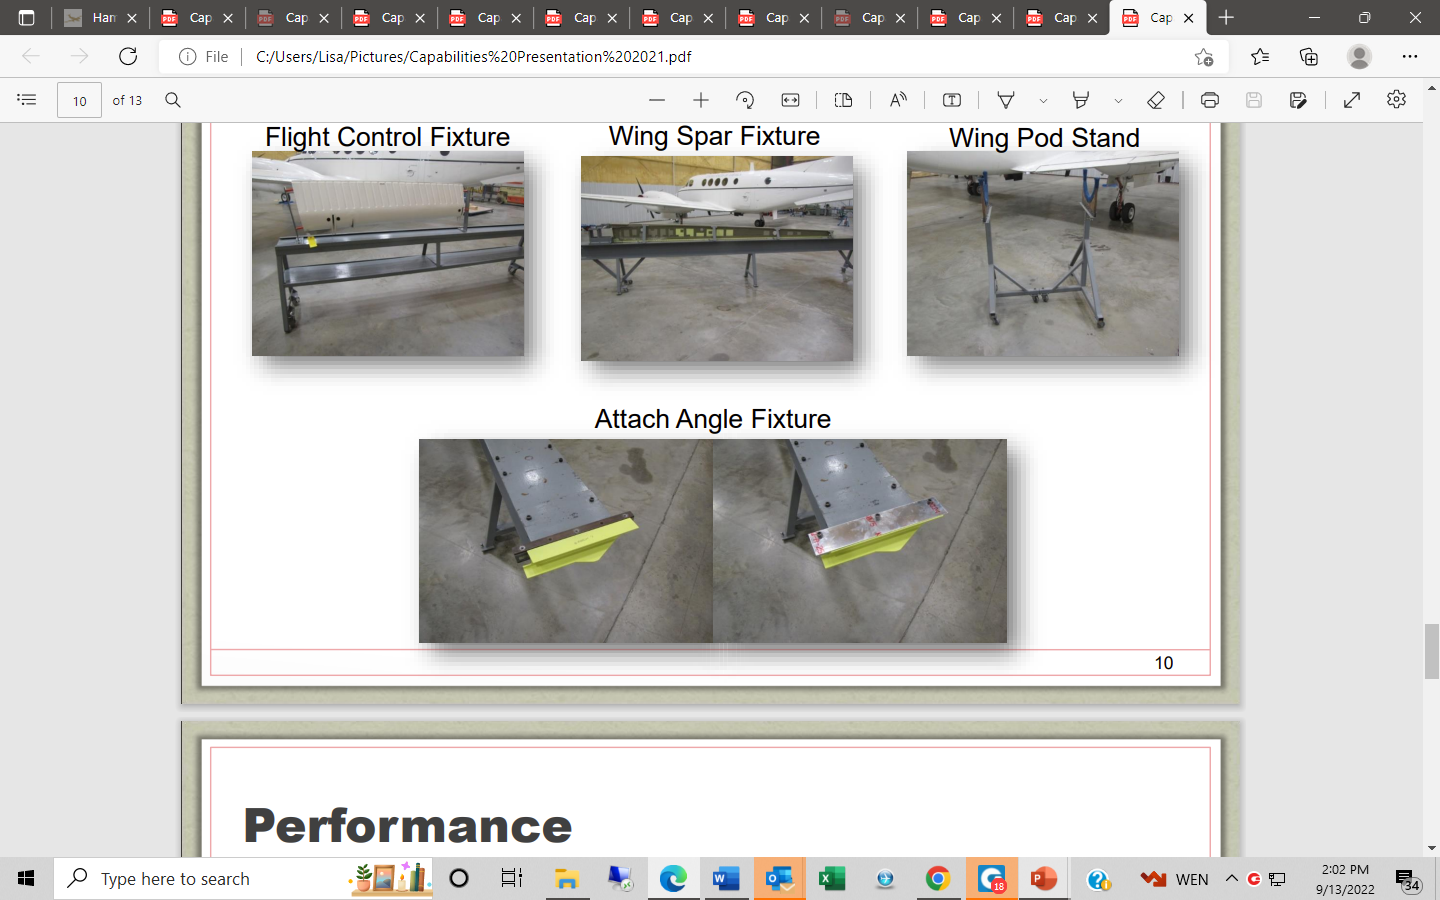 Han
Cap
Cap
Cap
Cap
Cap
Cap
Cap
Cap
Cap
Cap
Cap
File
C:/Users/Lisa/Pictures/Capabilities%20Presentation%202021.pdf
10 of 13
Flight Control Fixture
Wing Spar Fixture
Wing Pod Stand
Attach Angle Fixture
10
Performance
Type here to search
18
WEN
2:02 PM
9/13/2022
34